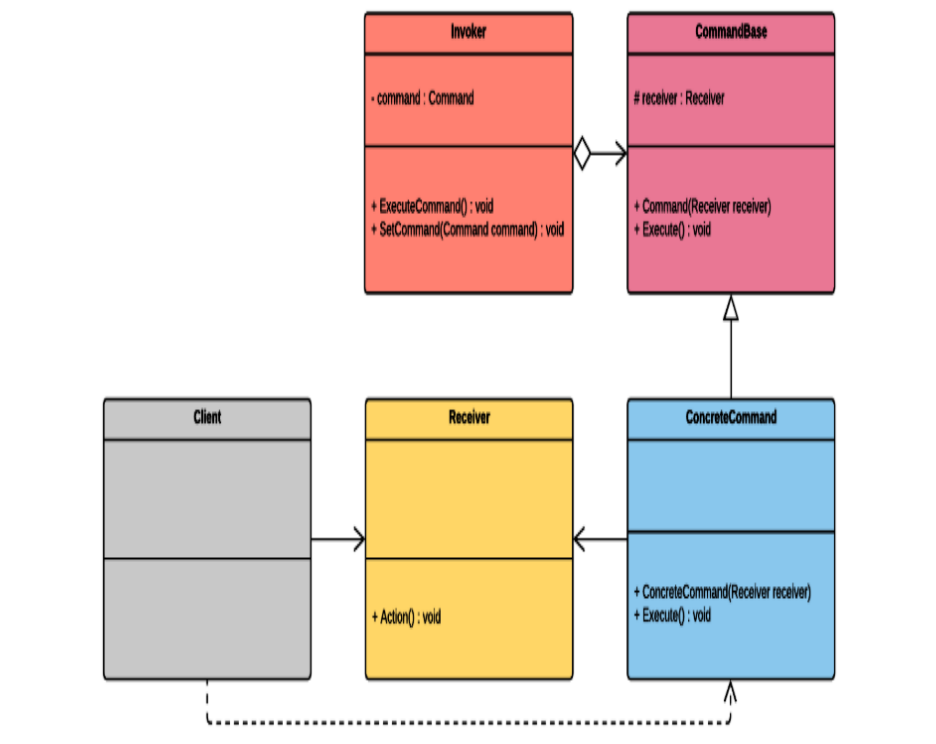 Invoker
- command : Command
+ ExecuteCommand() : void
+ SetCommand(Command command) : void
CommandBase
# receiver : Receiver
+ Command(Receiver receiver)
+ Execute() : void
Client
Receiver
+ Action() : void
ConcreteCommand
+ ConcreteCommand(Receiver receiver)
+ Execute() : void